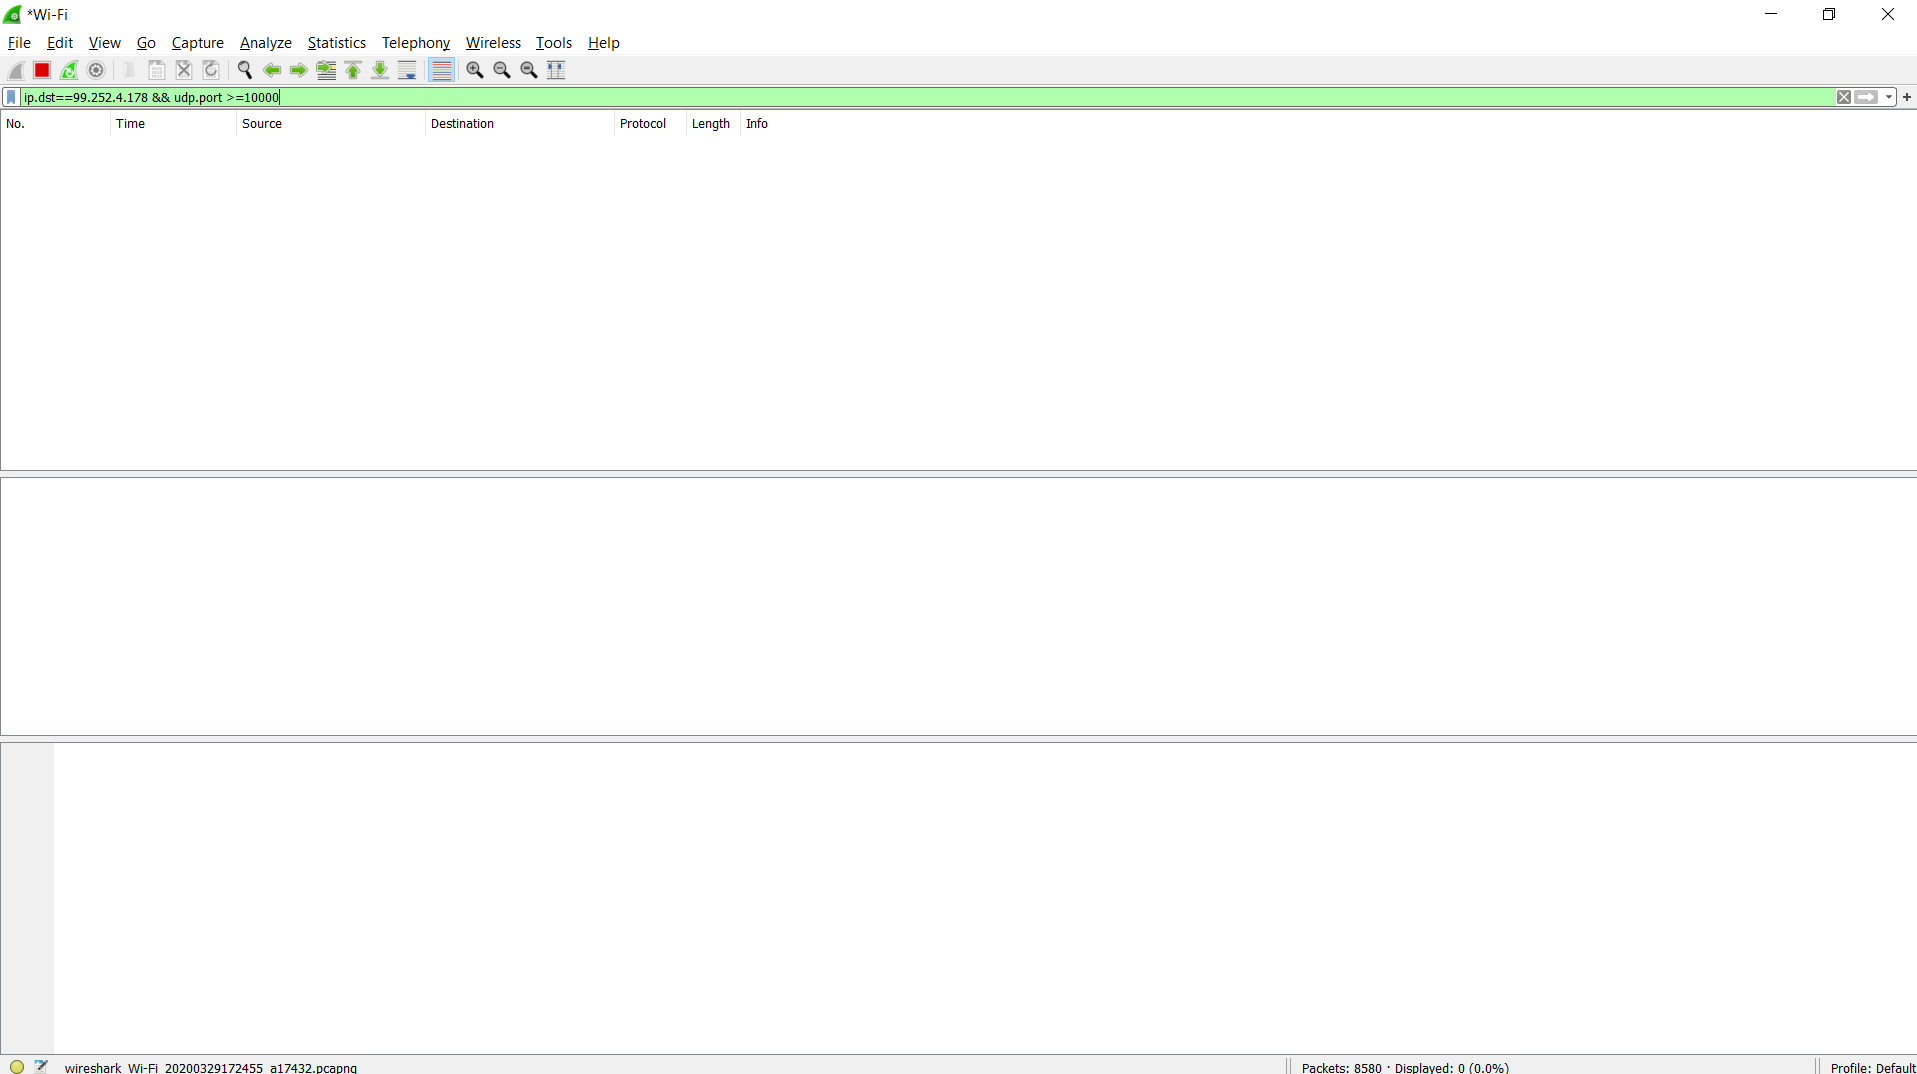 *Wi-Fi
File Edit View Go Capture Analyze Statistics Telephony Wireless Tools Help
ip.dst==99.252.4.178 && udp.port >=10000
No. Time Source Destination Protocol Length Info
wireshark_Wi-Fi_20200329172455_a17432.pcapng Packets: 8580 · Displayed: 0 (0.0%) Profile: Default